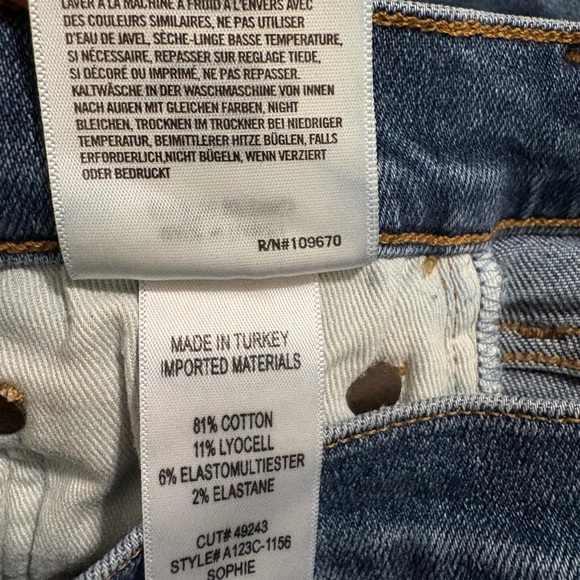 LAVER À LA MACHINE À FROID À L'ENVERS AVEC
DES COULEURS SIMILAIRES, NE PAS UTILISER
D'EAU DE JAVEL, SÈCHE-LINGE BASSE TEMPERATURE,
SI NÉCESSAIRE, REPASSER SUR REGLAGE TIEDE,
SI DÉCORÉ OU IMPRIMÉ, NE PAS REPASSER.
KALTWÄSCHE IN DER WASCHMASCHINE VON INNEN
NACH AUGEN MIT GLEICHEN FARBEN, NIGHT
BLEICHEN, TROCKNEN IM TROCKNER BEI NIEDRIGER
TEMPERATUR, BEIMITTLERER HITZE BÜGLEN, FALLS
ERFORDERLICH,NICHT BÜGELN, WENN VERZIERT
ODER BEDRUCKT
R/N#109670
MADE IN TURKEY
IMPORTED MATERIALS
81% COTTON
11% LYOCELL
6% ELASTOMULTIESTER
2% ELASTANE
CUT# 49243
STYLE# A123C-1156
SOPHIE